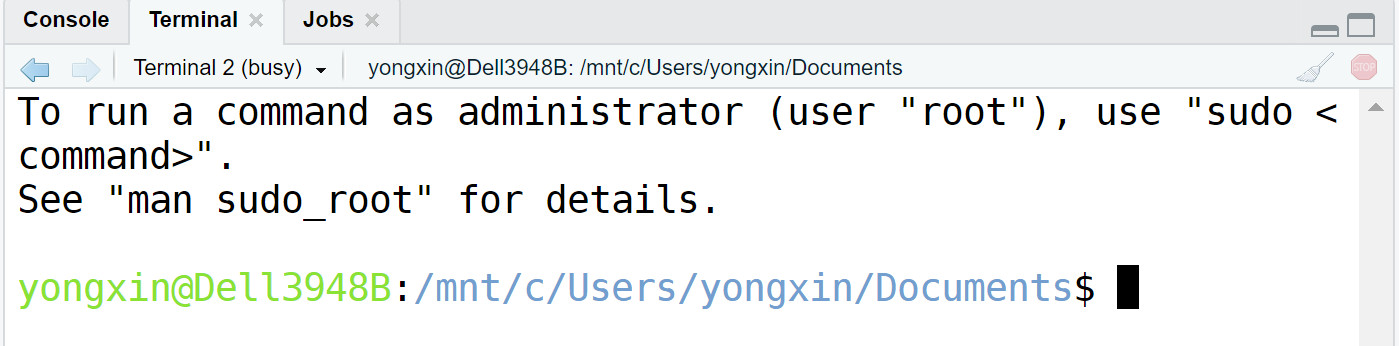 Console Terminal Jobs
Terminal 2 (busy) yongxin@Dell3948B: /mnt/c/Users/yongxin/Documents STOP
To run a command as administrator (user "root"), use "sudo <
command>".
See "man sudo_root" for details.
yongxin@Dell3948B:/mnt/c/Users/yongxin/Documents$